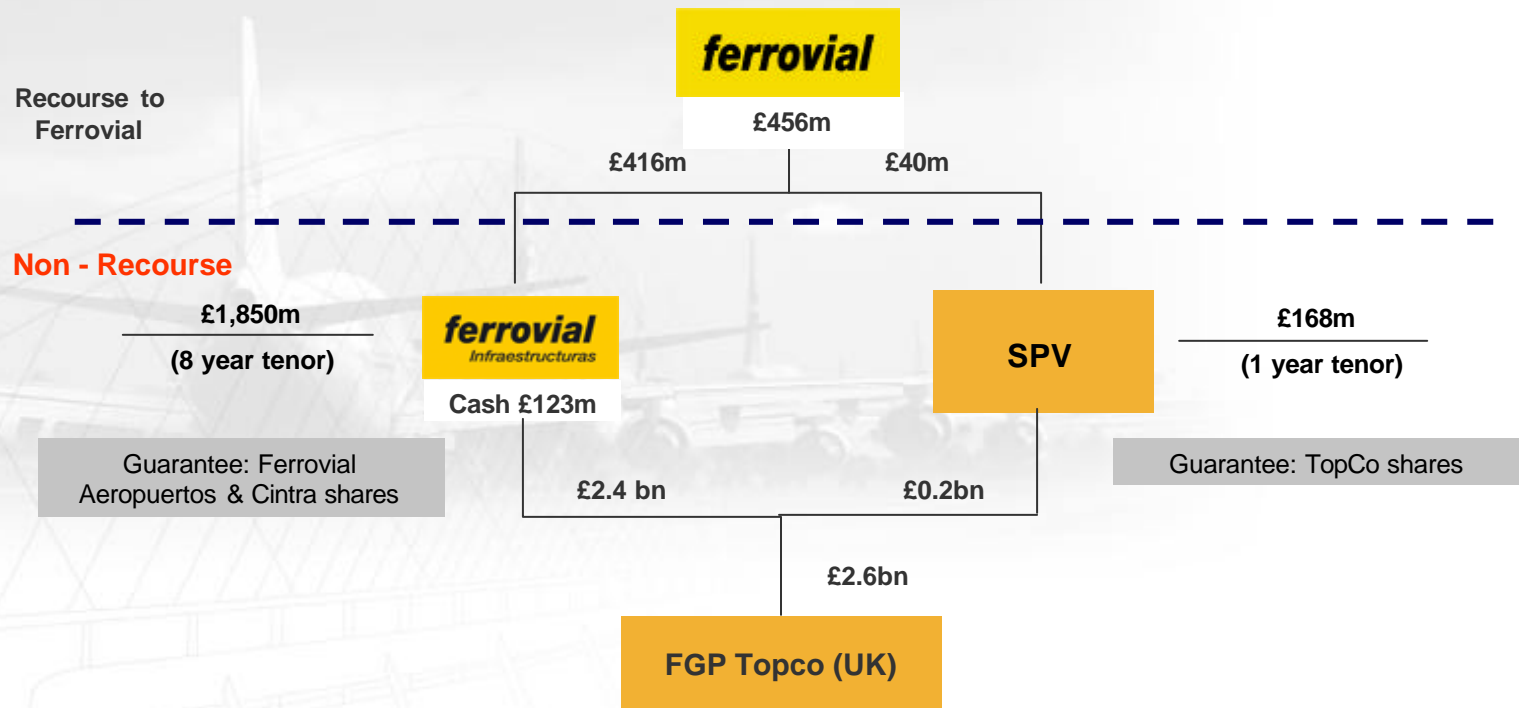 ferrovial
Recourse to
Ferrovial
£456m
£416m
£40m
Non - Recourse
£1,850m
(8 year tenor)
ferrovial
Infraestructuras
Cash £123m
SPV
£168m
(1 year tenor)
Guarantee: Ferrovial
Aeropuertos & Cintra shares
Guarantee: TopCo shares
£2.4 bn
£0.2bn
£2.6bn
FGP Topco (UK)